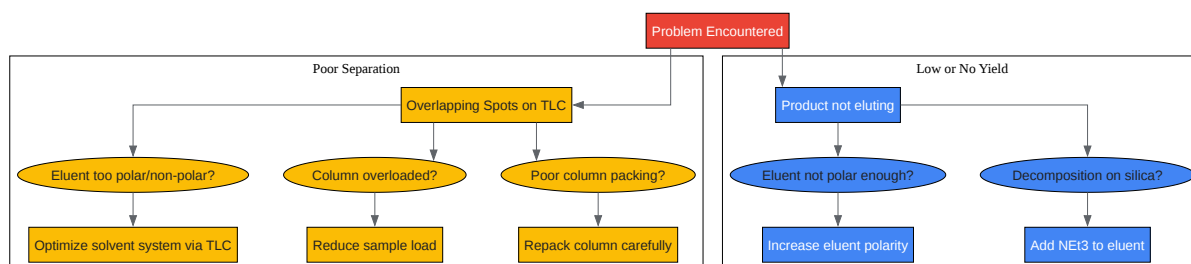 Problem Encountered
Poor Separation
Low or No Yield
Overlapping Spots on TLC
Product not eluting
Eluent too polar/non-polar?
Column overloaded?
Poor column packing?
Eluent not polar enough?
Decomposition on silica?
Optimize solvent system via TLC
Reduce sample load
Repack column carefully
Increase eluent polarity
Add NEt3 to eluent